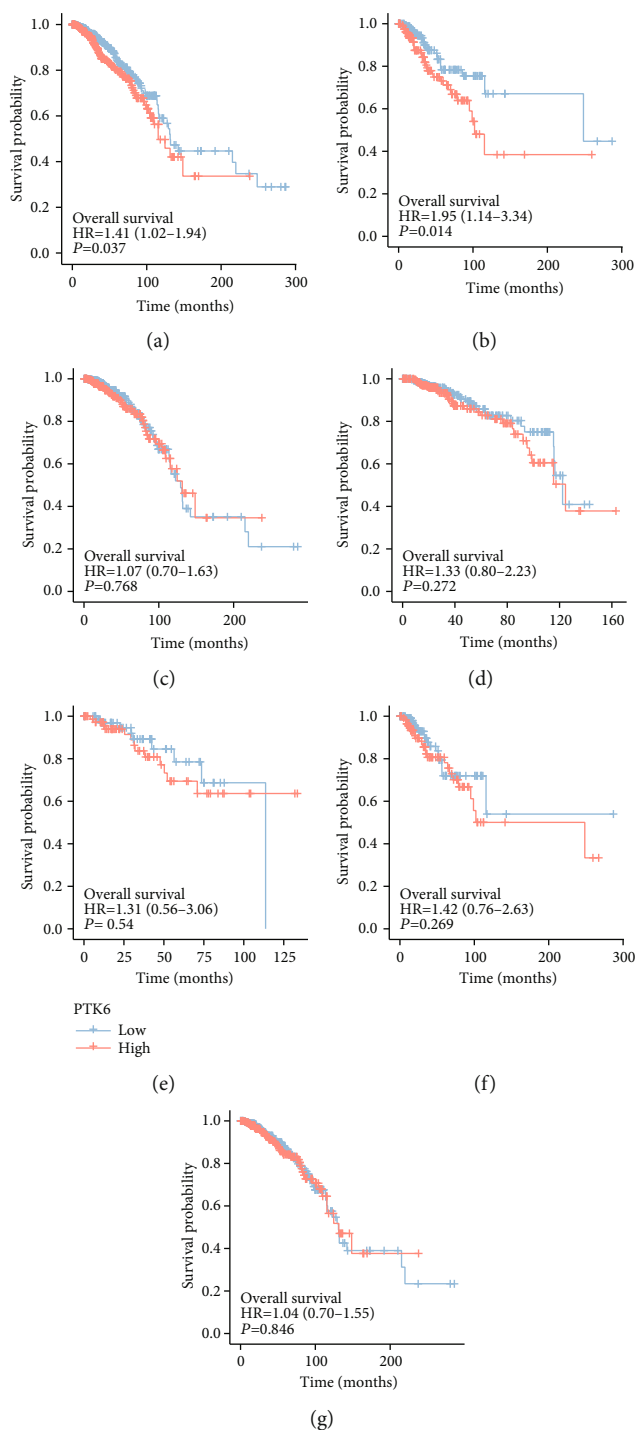 1.0
0.8
0.6
0.4
0.2
0.0
Survival probability
Overall survival
HR=1.41 (1.02–1.94)
P=0.037
0 100 200 300
Time (months)
(a)
1.0
0.8
0.6
0.4
0.2
0.0
Survival probability
Overall survival
HR=1.95 (1.14–3.34)
P=0.014
0 100 200 300
Time (months)
(b)
1.0
0.8
0.6
0.4
0.2
0.0
Survival probability
Overall survival
HR=1.07 (0.70–1.63)
P=0.768
0 100 200
Time (months)
(c)
1.0
0.8
0.6
0.4
0.2
0.0
Survival probability
Overall survival
HR=1.33 (0.80–2.23)
P=0.272
0 40 80 120 160
Time (months)
(d)
1.0
0.8
0.6
0.4
0.2
0.0
Survival probability
Overall survival
HR=1.31 (0.56–3.06)
P= 0.54
0 25 50 75 100 125
Time (months)
PTK6
Low
High
(e)
1.0
0.8
0.6
0.4
0.2
0.0
Survival probability
Overall survival
HR=1.42 (0.76–2.63)
P=0.269
0 100 200 300
Time (months)
(f)
1.0
0.8
0.6
0.4
0.2
0.0
Survival probability
Overall survival
HR=1.04 (0.70–1.55)
P=0.846
0 100 200
Time (months)
(g)